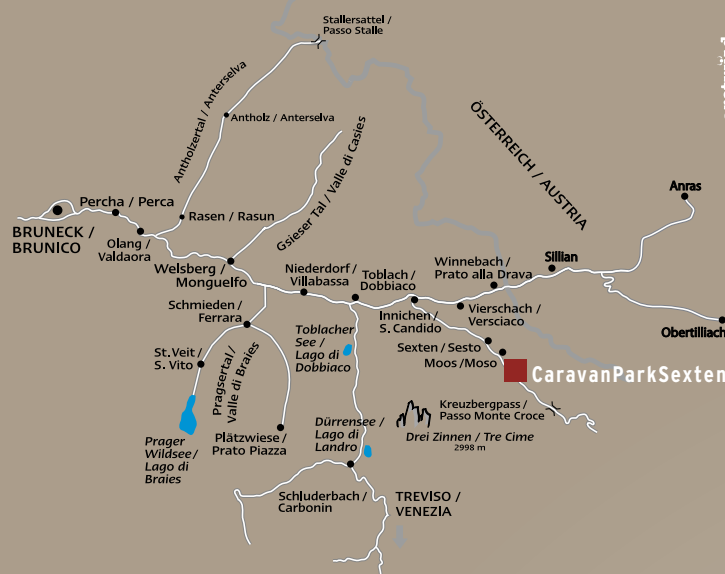 Stallersattel /
Passo Stalle
Antholzertal / Anterselva
Antholz / Anterselva
Gsieser Tal / Valle di Casies
ÖSTERREICH / AUSTRIA
Anras
Percha / Perca
Rasen / Rasun
BRUNECK /
BRUNICO
Olang /
Valdaora
Welsberg /
Monguelfo
Niederdorf /
Villabassa
Toblach /
Dobbiaco
Winnebach /
Prato alla Drava
Sillian
Schmieden /
Ferrara
Innichen /
S. Candido
Vierschach /
Versciaco
Obertilliach
St. Veit /
S. Vito
Pragsertal /
Valle di Braies
Toblacher
See /
Lago di
Dobbiaco
Sexten / Sesto
Moos /Moso
CaravanParkSexten
Prager
Wildsee /
Lago di
Braies
Plätzwiese /
Prato Piazza
Dürrensee /
Lago di
Landro
Kreuzbergpass /
Passo Monte Croce
Drei Zinnen / Tre Cime
2998 m
Schluderbach /
Carbonin
TREVISO /
VENEZIA